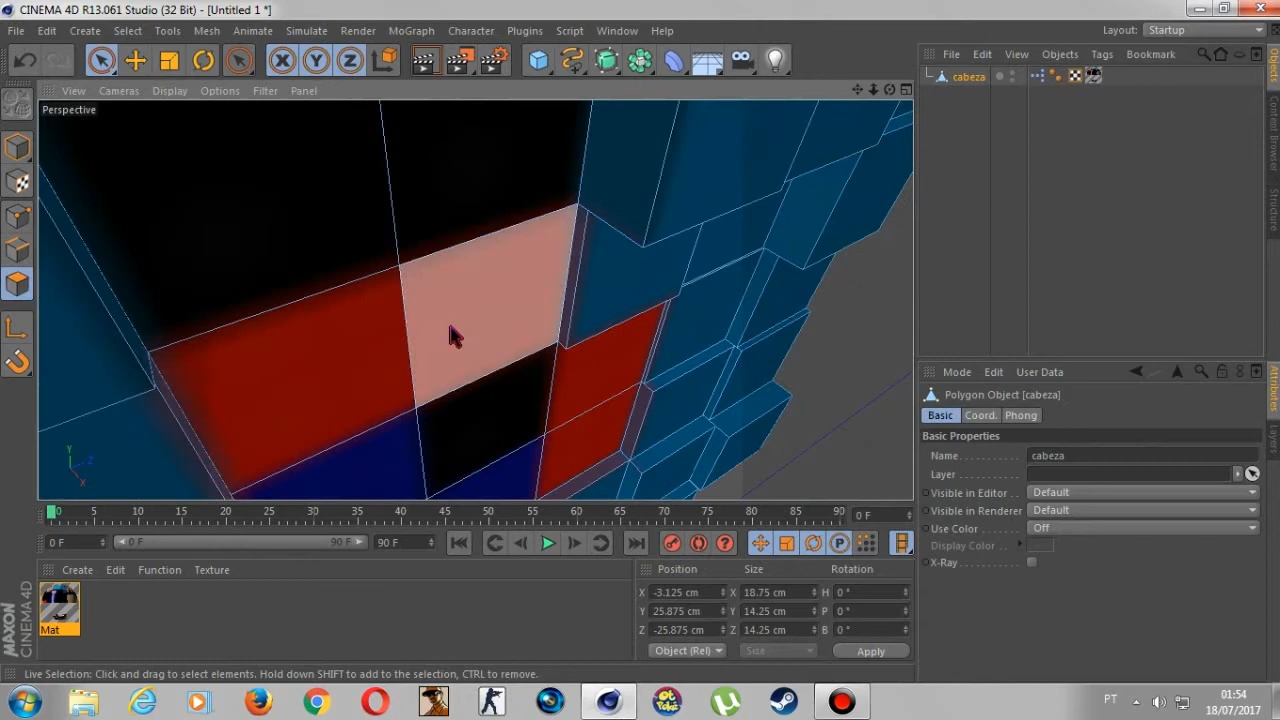 CINEMA 4D R13.061 Studio (32 Bit) - [Untitled 1 *]
File Edit Create Select Tools Mesh Animate Simulate Render MoGraph Character Plugins Script Window Help Layout: Startup
File Edit View Objects Tags Bookmark
View Cameras Display Options Filter Panel
cabeza
Perspective
Objects
Content Browser
Structure
Mode Edit User Data
Polygon Object [cabeza]
Basic Coord. Phong
Basic Properties
Name cabeza
Layer
Visible in Editor Default
Visible in Renderer Default
Use Color Off
Display Color
X-Ray
Attributes
Layers
Y
Z
X
0 5 10 15 20 25 30 35 40 45 50 55 60 65 70 75 80 85 90 0 F
0 F 0 F 90 F 90 F
Create Edit Function Texture
Mat
Position Size Rotation
X -3.125 cm X 18.75 cm H 0 °
Y 25.875 cm Y 14.25 cm P 0 °
Z -25.875 cm Z 14.25 cm B 0 °
Object (Rel) Size Apply
MAXON
CINEMA 4D
Live Selection: Click and drag to select elements. Hold down SHIFT to add to the selection, CTRL to remove.
PT
01:54
18/07/2017